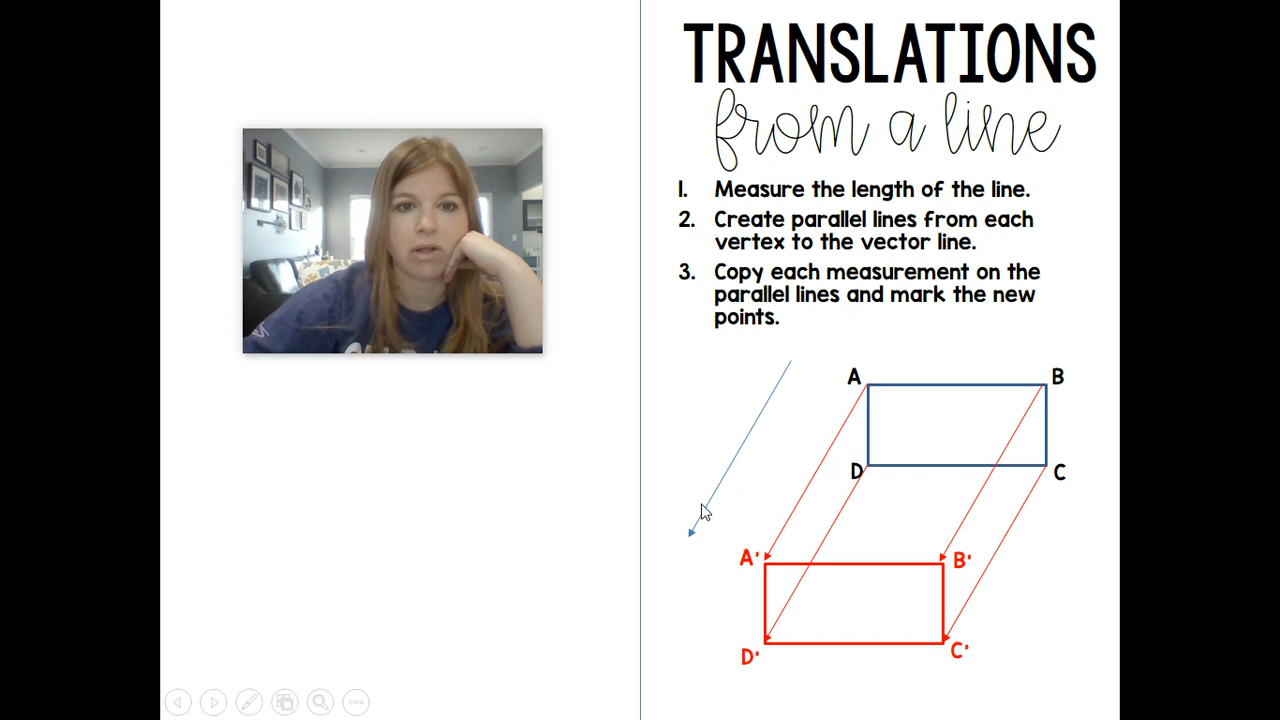 TRANSLATIONS
from a line
1. Measure the length of the line.
2. Create parallel lines from each
vertex to the vector line.
3. Copy each measurement on the
parallel lines and mark the new
points.
A B
D C
A' B'
D' C'